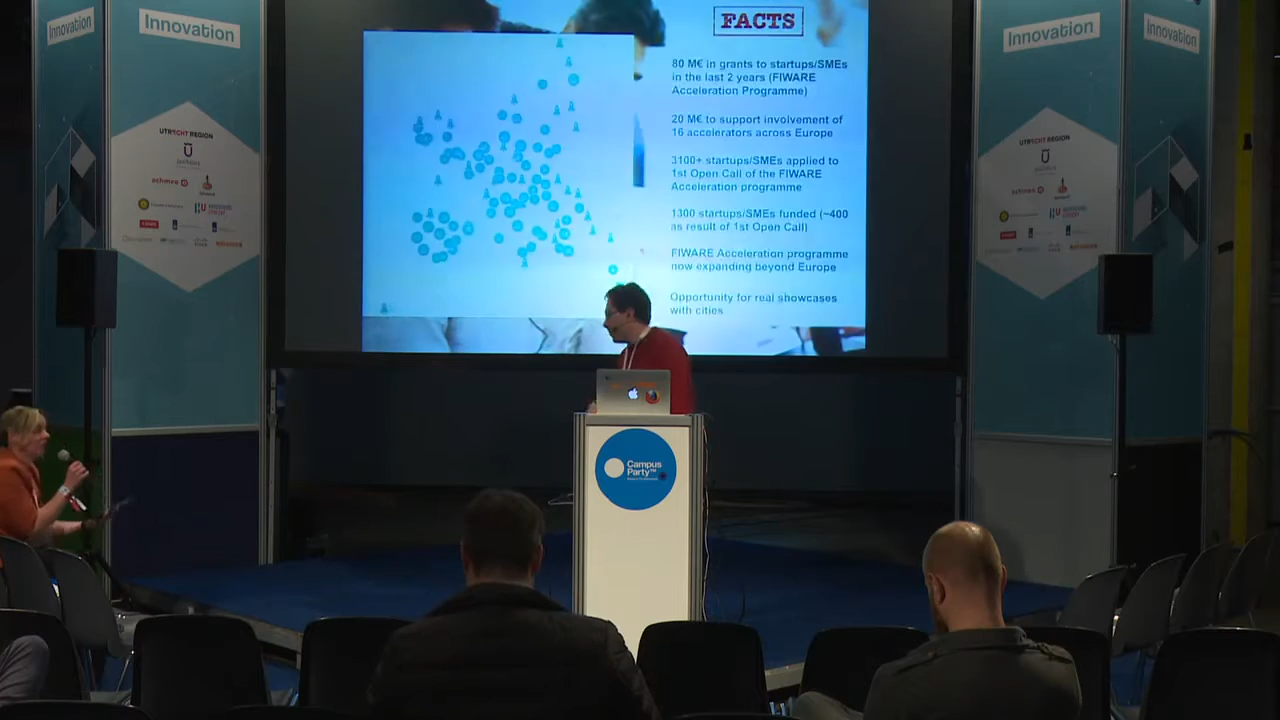 Innovation
Innovation
Innovation
Innovation
FACTS
80 M€ in grants to startups/SMEs
in the last 2 years (FIWARE
Acceleration Programme)
20 M€ to support involvement of
16 accelerators across Europe
3100+ startups/SMEs applied to
1st Open Call of the FIWARE
Acceleration programme
1300 startups/SMEs funded (~400
as result of 1st Open Call)
FIWARE Acceleration programme
now expanding beyond Europe
Opportunity for real showcases
with cities
UTRECHT REGION
achmea
UTRECHT REGION
achmea
Campus
Party™